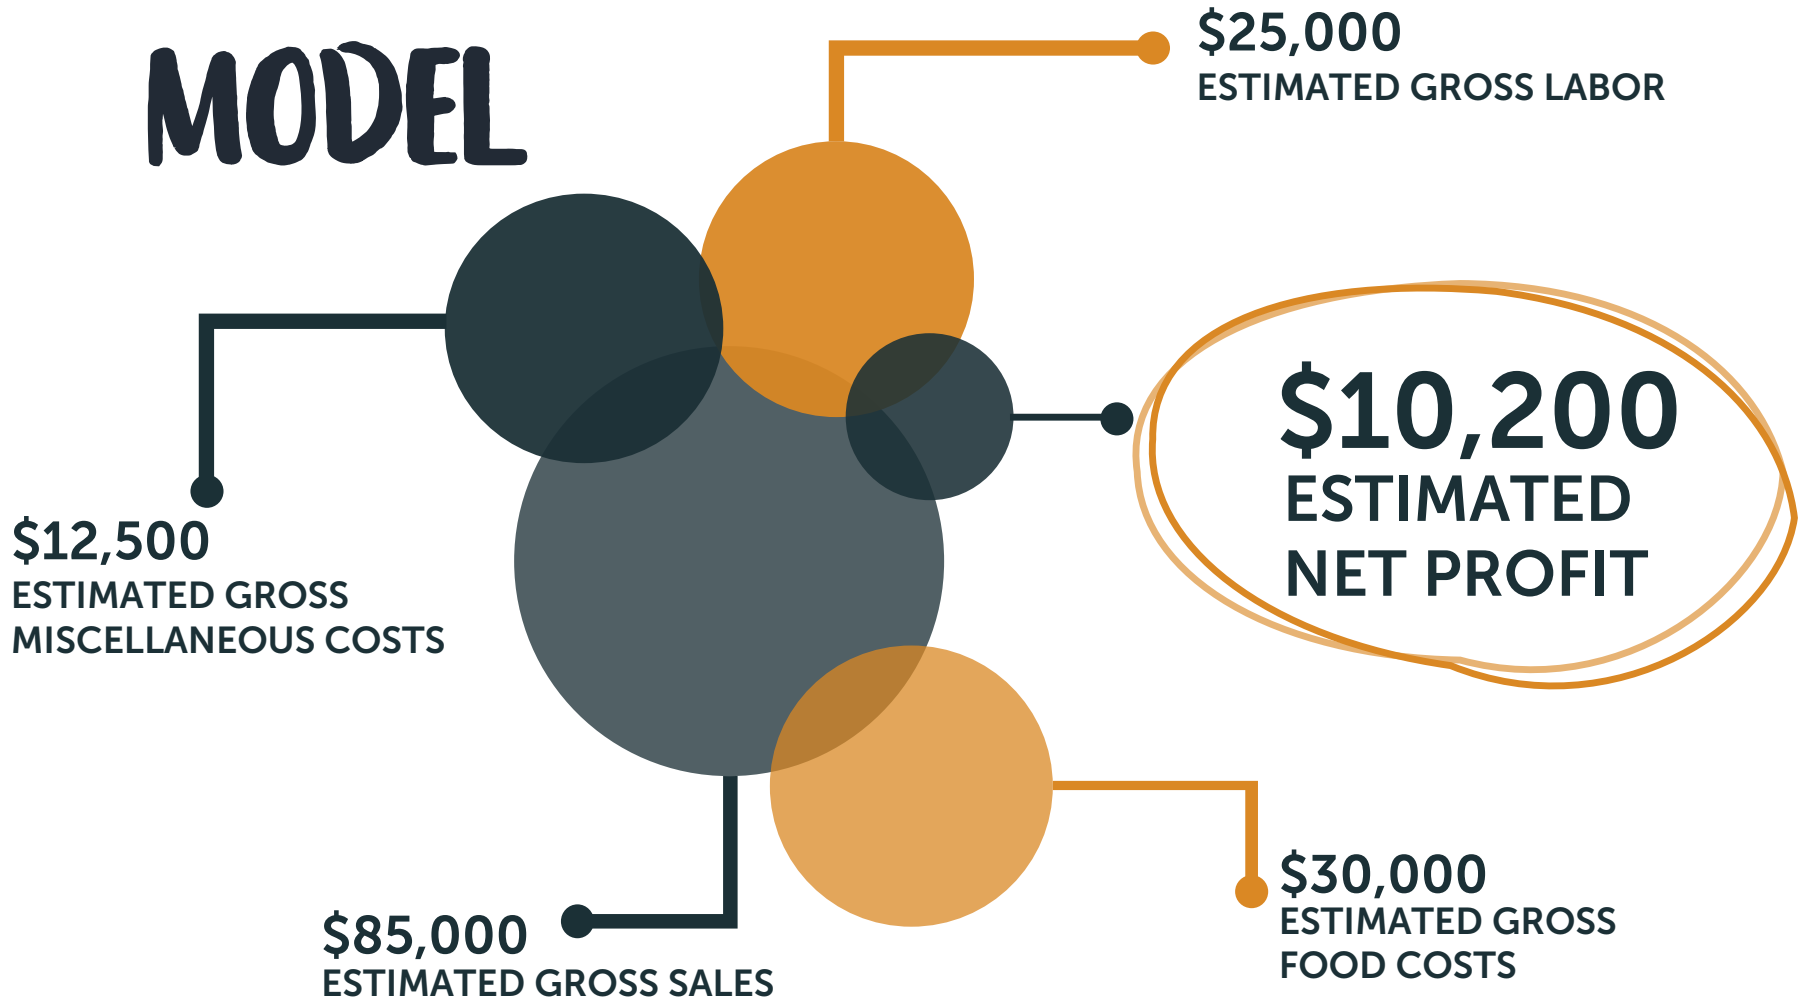 MODEL
$25,000
ESTIMATED GROSS LABOR
$10,200
ESTIMATED
NET PROFIT
$12,500
ESTIMATED GROSS
MISCELLANEOUS COSTS
$30,000
ESTIMATED GROSS
FOOD COSTS
$85,000
ESTIMATED GROSS SALES